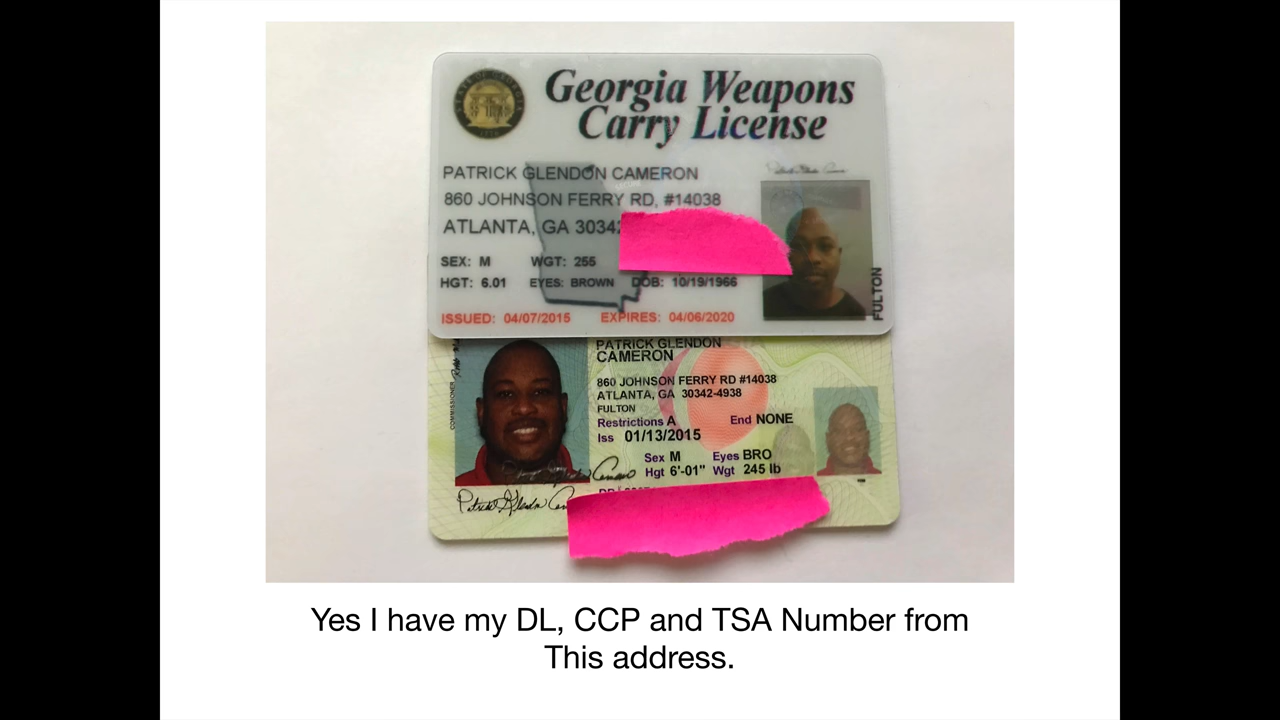 Georgia Weapons
Carry License
PATRICK GLENDON CAMERON
860 JOHNSON FERRY RD, #14038
ATLANTA, GA 30342
SEX: M WGT: 255
HGT: 6.01 EYES: BROWN DOB: 10/19/1966
ISSUED: 04/07/2015 EXPIRES: 04/06/2020
FULTON
PATRICK GLENDON
CAMERON
860 JOHNSON FERRY RD #14038
ATLANTA, GA 30342-4938
FULTON
Restrictions A End NONE
Iss 01/13/2015
Sex M Eyes BRO
Hgt 6'-01" Wgt 245 lb
COMMISSIONER
Yes I have my DL, CCP and TSA Number from
This address.